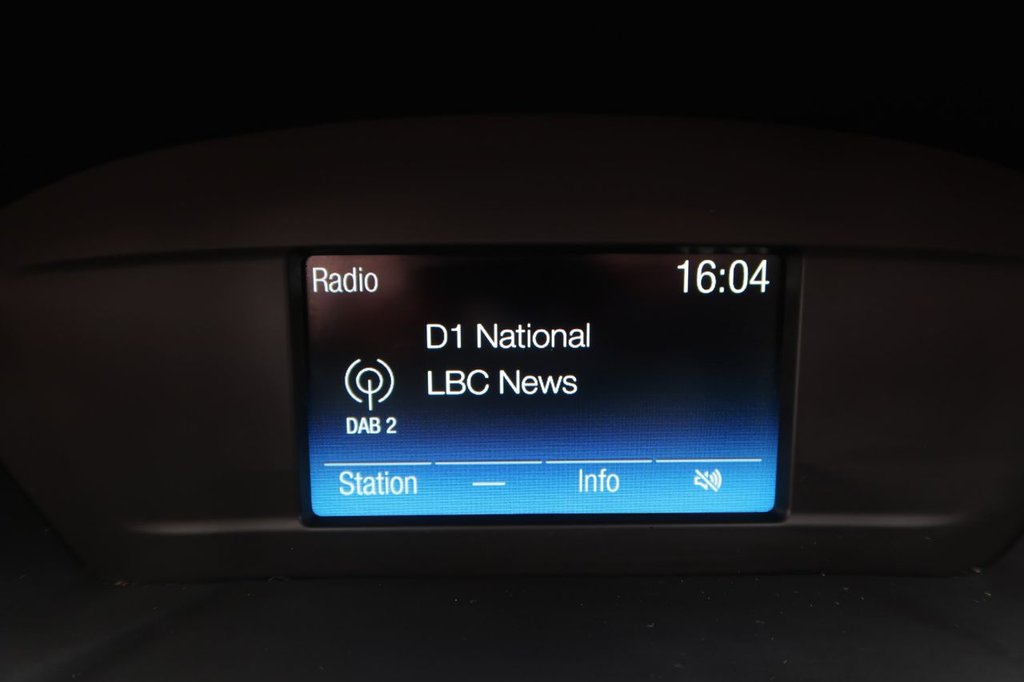 Radio 16:04
D1 National
LBC News
DAB 2
Station — Info